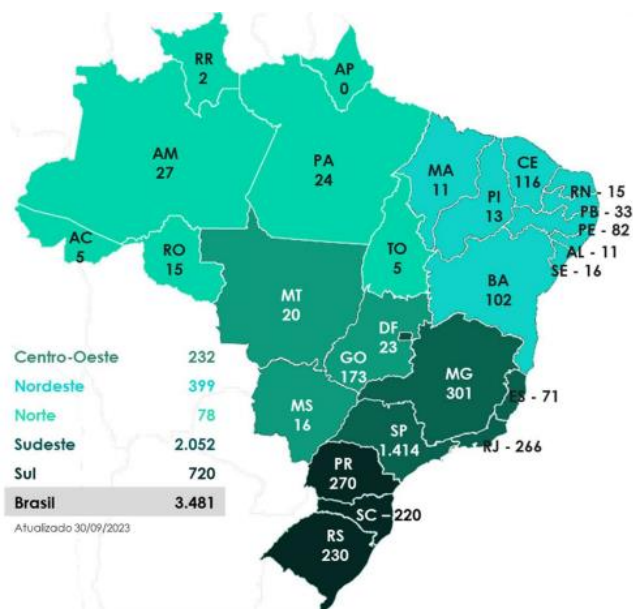 RR
2
AP
0
AM
27
PA
24
MA
11
CE
116
PI
13
RN - 15
PB - 33
PE - 82
AL - 11
SE - 16
AC
5
RO
15
TO
5
BA
102
MT
20
DF
23
GO
173
MG
301
ES - 71
MS
16
SP
1.414
RJ - 266
PR
270
SC – 220
RS
230
Centro-Oeste 232
Nordeste 399
Norte 78
Sudeste 2.052
Sul 720
Brasil 3.481
Atualizado 30/09/2023